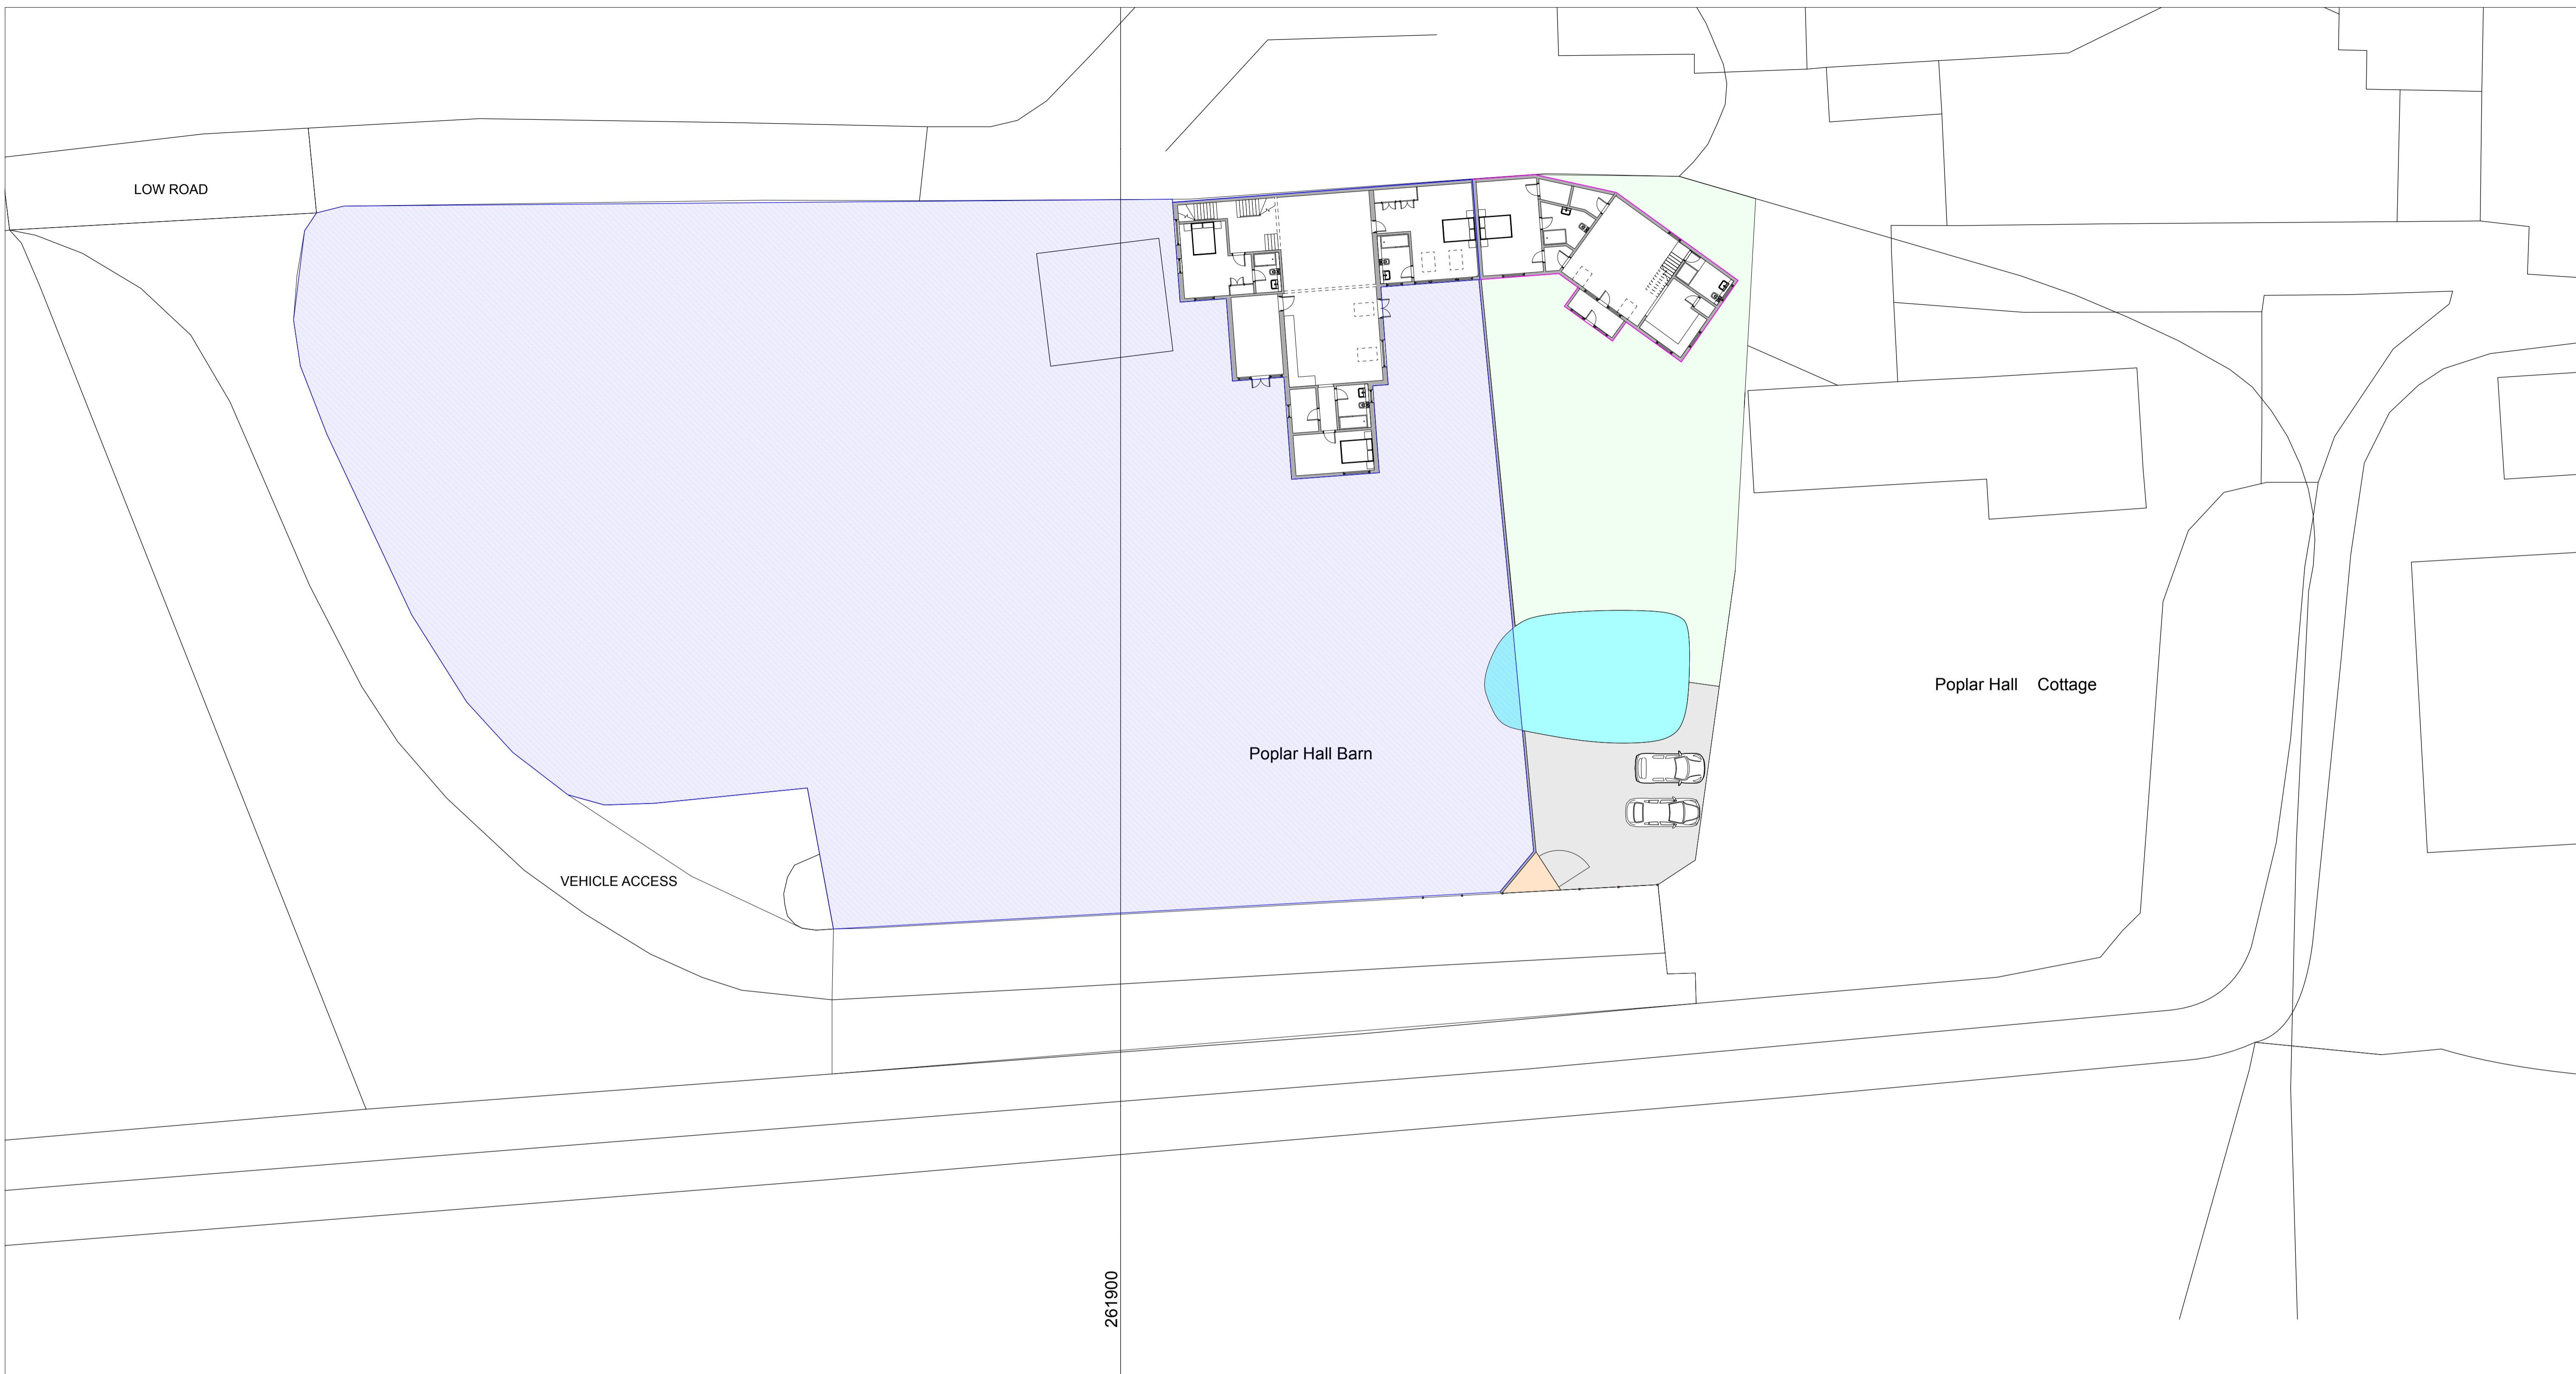 LOW ROAD
Poplar Hall Cottage
Poplar Hall Barn
VEHICLE ACCESS
261900